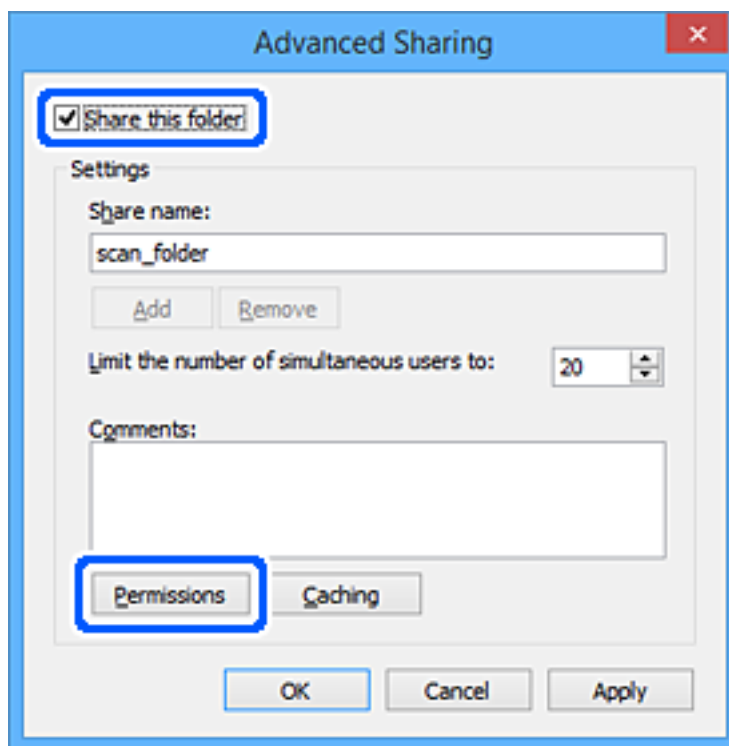 Advanced Sharing
Share this folder
Settings
Share name:
scan_folder
Add Remove
Limit the number of simultaneous users to: 20
Comments:
Permissions Caching
OK Cancel Apply